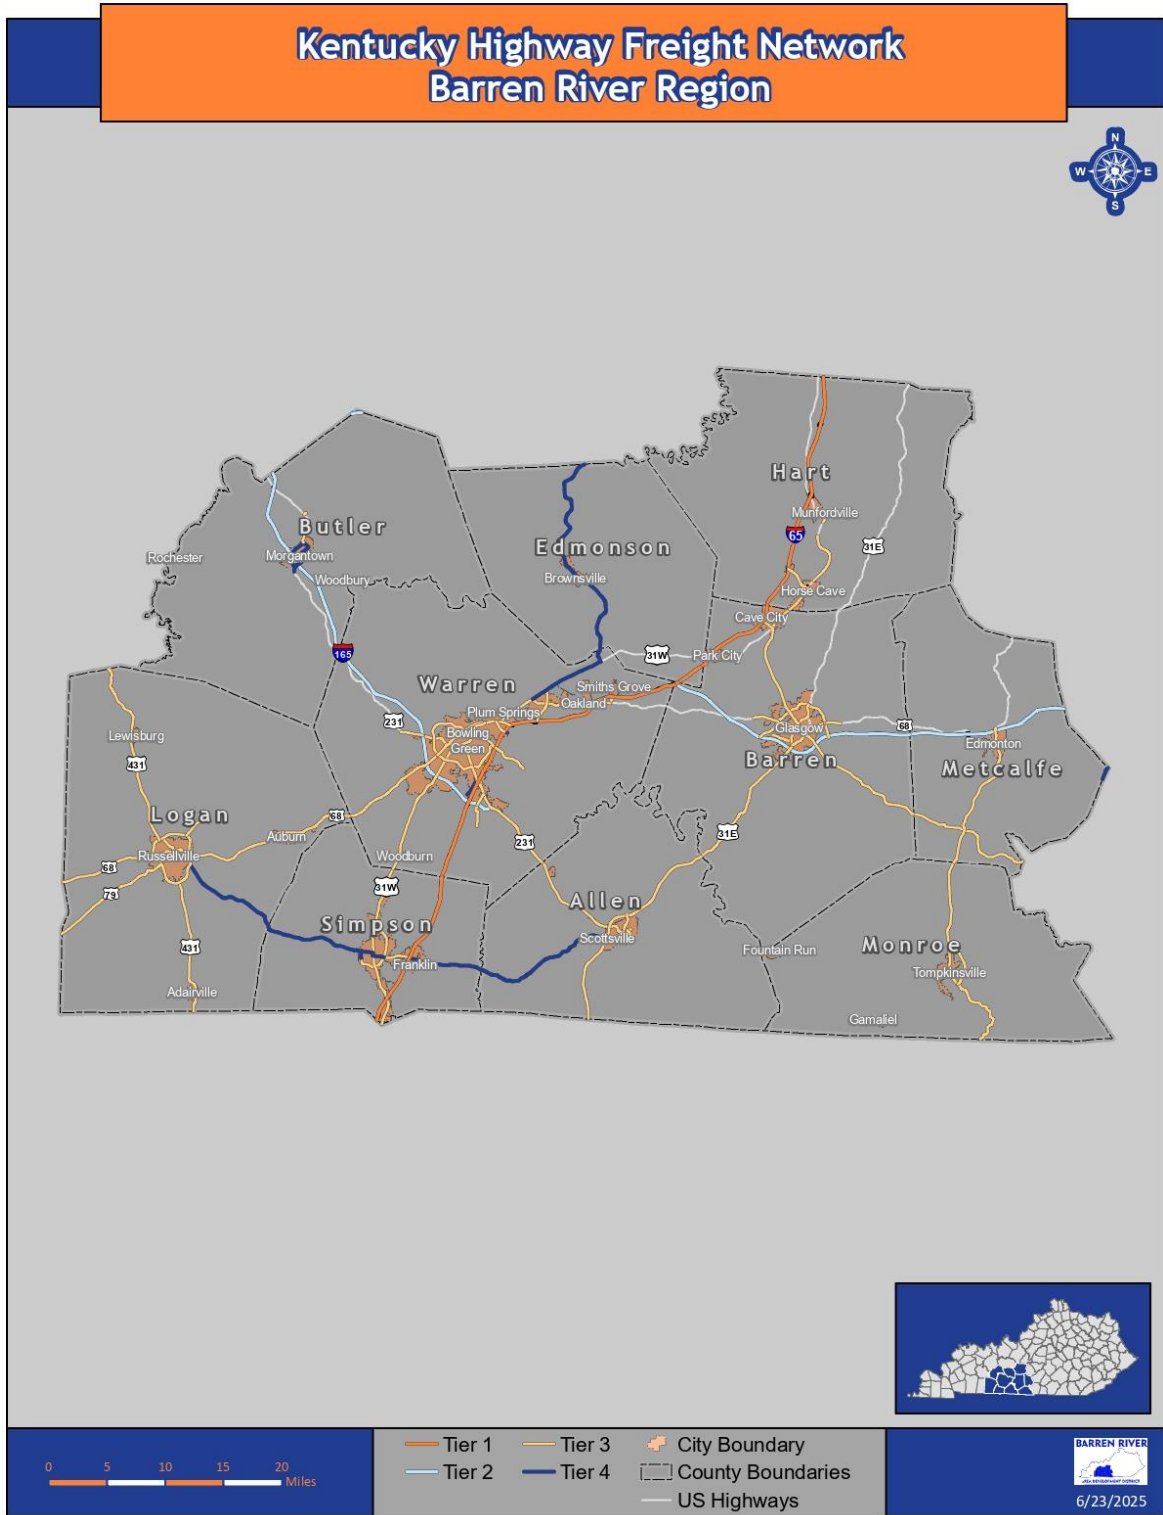 Kentucky Highway Freight Network
Barren River Region
N
W E
S
Hart
Munfordville
65
31E
Butler
Morgantown
Rochester
Woodbury
Edmonson
Brownsville
Horse Cave
Cave City
165
31W
Park City
Warren
Smiths Grove
Oakland
Plum Springs
231
Bowling
Green
Glasgow
68
Edmonton
Barren
Metcalfe
Lewisburg
431
Logan
68
Auburn
Russellville
Woodburn
231
31E
68
79
31W
Allen
Simpson
Scottsville
431
Franklin
Fountain Run
Monroe
Tompkinsville
Adairville
Gamaliel
Tier 1
Tier 3
City Boundary
Tier 2
Tier 4
County Boundaries
US Highways
0 5 10 15 20
Miles
BARREN RIVER
AREA DEVELOPMENT DISTRICT
6/23/2025